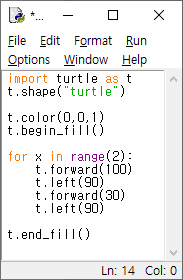 *...
File Edit Format Run
Options Window Help
import turtle as t
t.shape("turtle")

t.color(0,0,1)
t.begin_fill()

for x in range(2):
    t.forward(100)
    t.left(90)
    t.forward(30)
    t.left(90)

t.end_fill()
Ln: 14 Col: 0